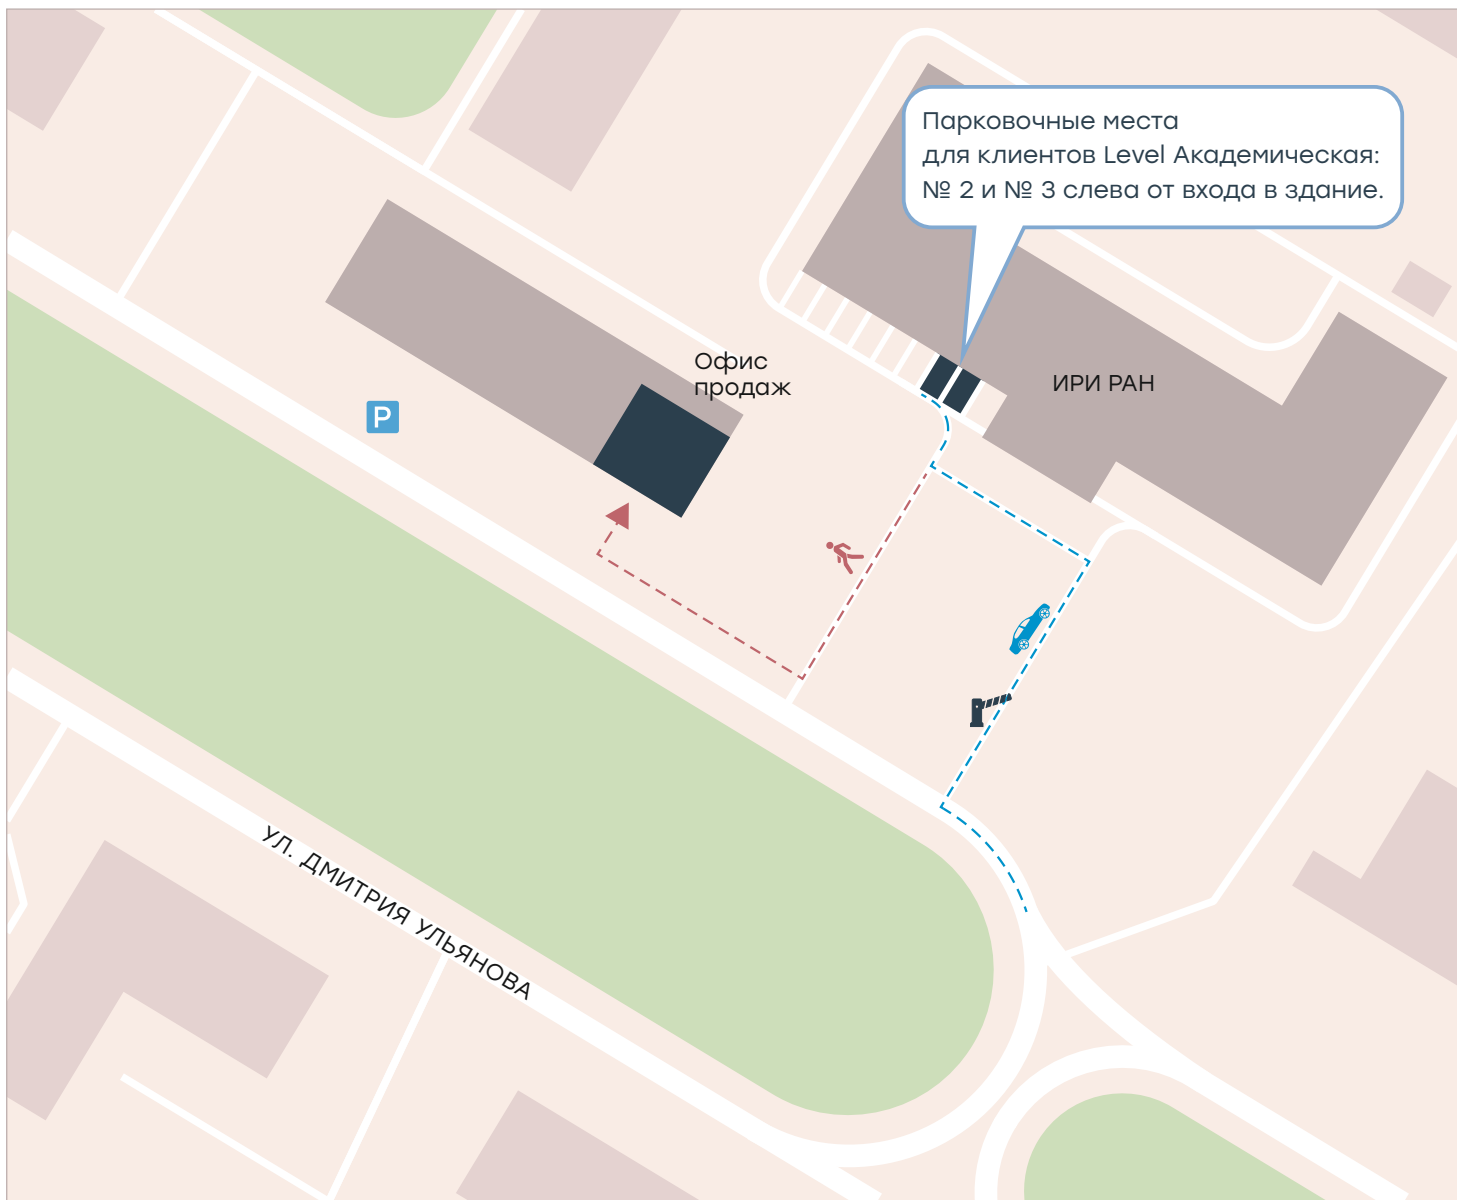 Парковочные места
для клиентов Level Академическая:
№ 2 и № 3 слева от входа в здание.
Офис
продаж
ИРИ РАН
P
УЛ. ДМИТРИЯ УЛЬЯНОВА